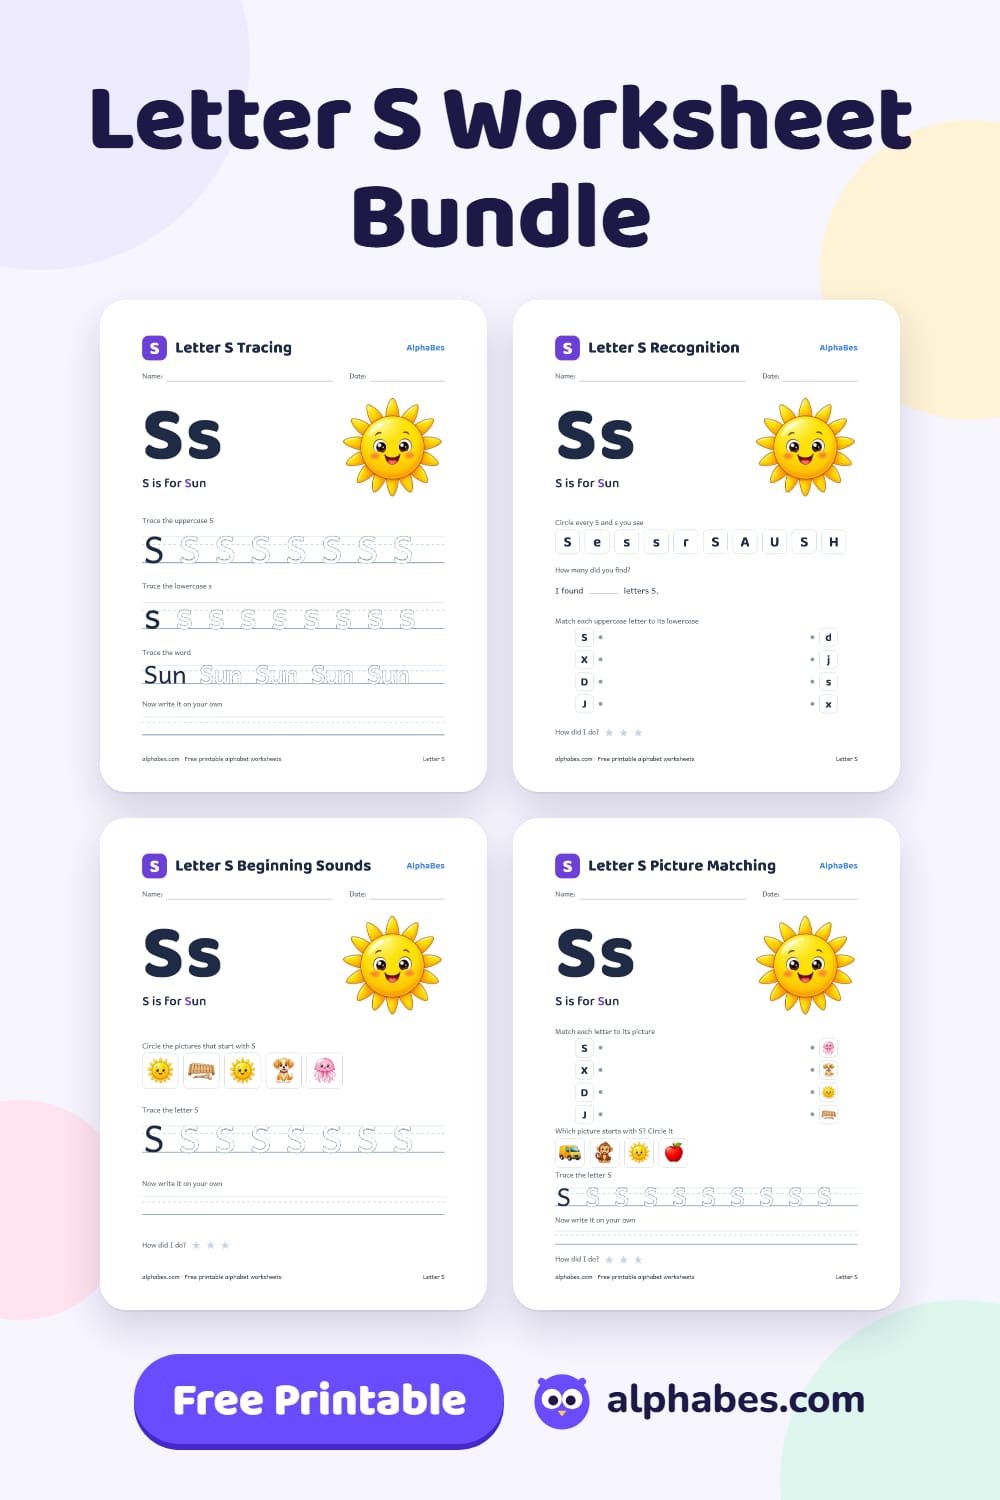 Letter S Worksheet
Bundle
S Letter S Tracing AlphaBes
Name: Date:
Ss
S is for Sun
Trace the uppercase S
S S S S S S S S
Trace the lowercase s
s s s s s s s s s
Trace the word
Sun Sun Sun Sun Sun
Now write it on your own
alphabes.com Free printable alphabet worksheets Letter S
S Letter S Recognition AlphaBes
Name: Date:
Ss
S is for Sun
Circle every S and s you see
S e s s r S A U S H
How many did you find?
I found ____ letters S.
Match each uppercase letter to its lowercase
S d
X j
D s
J x
How did I do?
alphabes.com Free printable alphabet worksheets Letter S
S Letter S Beginning Sounds AlphaBes
Name: Date:
Ss
S is for Sun
Circle the pictures that start with S
Trace the letter S
S S S S S S S S
Now write it on your own
How did I do?
alphabes.com Free printable alphabet worksheets Letter S
S Letter S Picture Matching AlphaBes
Name: Date:
Ss
S is for Sun
Match each letter to its picture
S
X
D
J
Which picture starts with S? Circle it
Trace the letter S
S S S S S S S S S S
Now write it on your own
How did I do?
alphabes.com Free printable alphabet worksheets Letter S
Free Printable alphabes.com